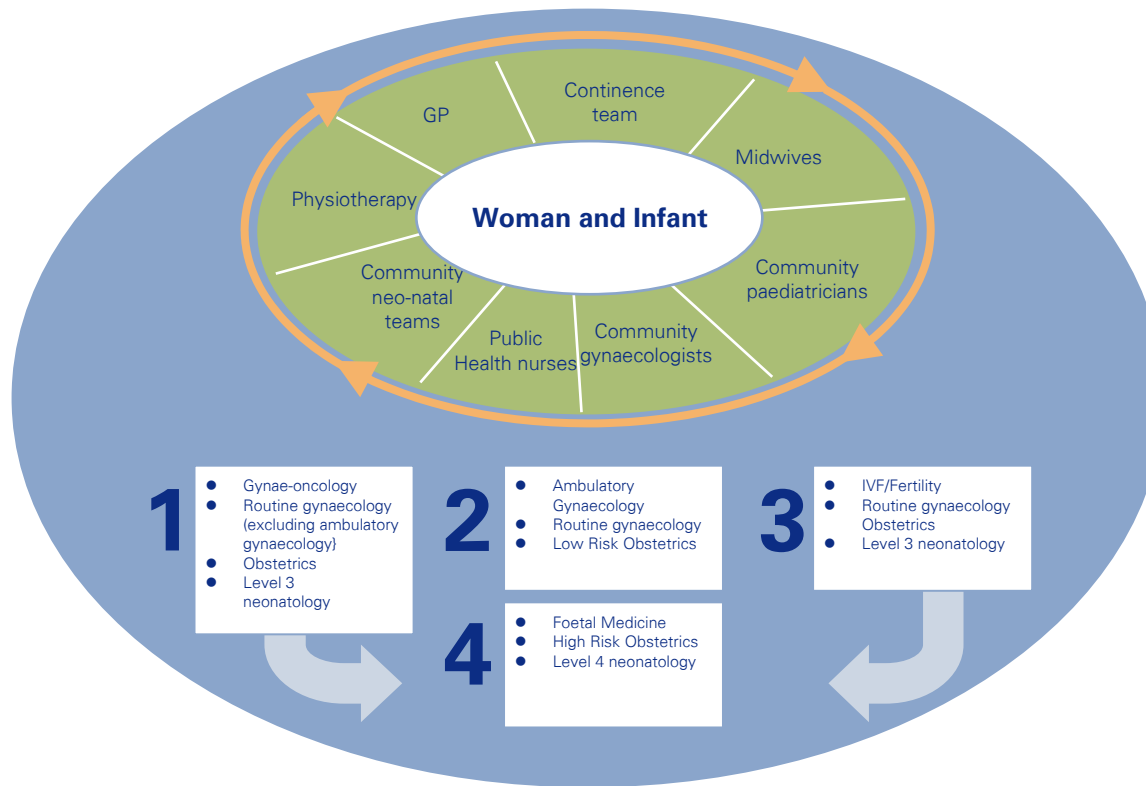 Continence
team
GP
Midwives
Physotherapy
Woman and Infant
Community
paediatricians
Community
neo-natal
teams
Public
Health nurses
Community
gynaecologists
1
● Gynae-oncology
● Routine gynaecology
(excluding ambulatory
gynaecology}
● Obstetrics
● Level 3
neonatology
2
● Ambulatory
Gynaecology
● Routine gynaecology
● Low Risk Obstetrics
3
● IVF/Fertility
● Routine gynaecology
Obstetrics
● Level 3 neonatology
4
● Foetal Medicine
● High Risk Obstetrics
● Level 4 neonatology